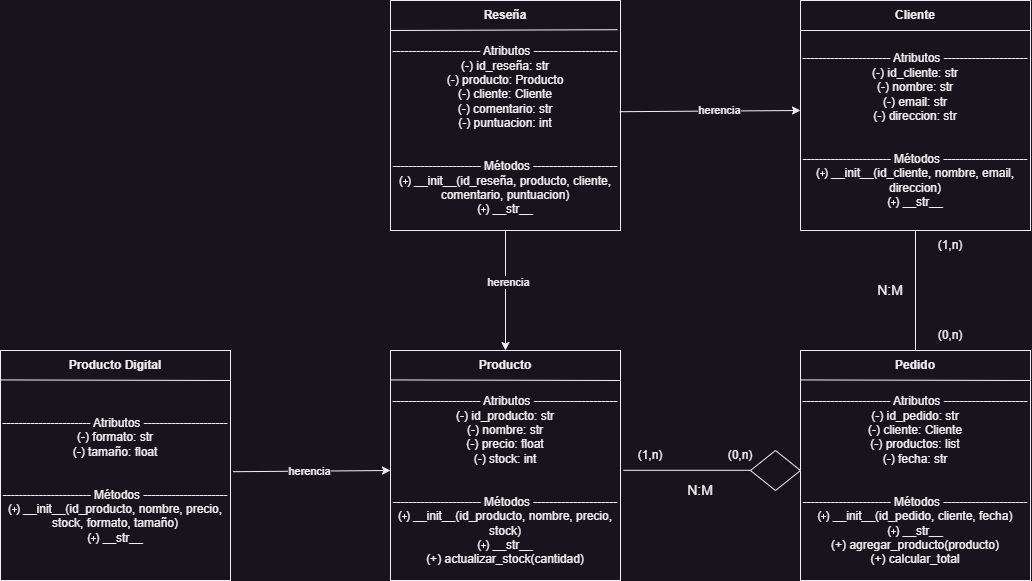 Reseña
---------------------- Atributos ---------------------
(-) id_reseña: str
(-) producto: Producto
(-) cliente: Cliente
(-) comentario: str
(-) puntuacion: int
---------------------- Métodos ---------------------
(+) __init__(id_reseña, producto, cliente,
comentario, puntuacion)
(+) __str__
herencia
Cliente
---------------------- Atributos ---------------------
(-) id_cliente: str
(-) nombre: str
(-) email: str
(-) direccion: str
---------------------- Métodos ---------------------
(+) __init__(id_cliente, nombre, email,
direccion)
(+) __str__
herencia
(1,n)
N:M
(0,n)
Producto Digital
---------------------- Atributos ---------------------
(-) formato: str
(-) tamaño: float
---------------------- Métodos ---------------------
(+) __init__(id_producto, nombre, precio,
stock, formato, tamaño)
(+) __str__
herencia
Producto
---------------------- Atributos ---------------------
(-) id_producto: str
(-) nombre: str
(-) precio: float
(-) stock: int
---------------------- Métodos ---------------------
(+) __init__(id_producto, nombre, precio,
stock)
(+) __str__
(+) actualizar_stock(cantidad)
(1,n)
(0,n)
N:M
Pedido
---------------------- Atributos ---------------------
(-) id_pedido: str
(-) cliente: Cliente
(-) productos: list
(-) fecha: str
---------------------- Métodos ---------------------
(+) __init__(id_pedido, cliente, fecha)
(+) __str__
(+) agregar_producto(producto)
(+) calcular_total